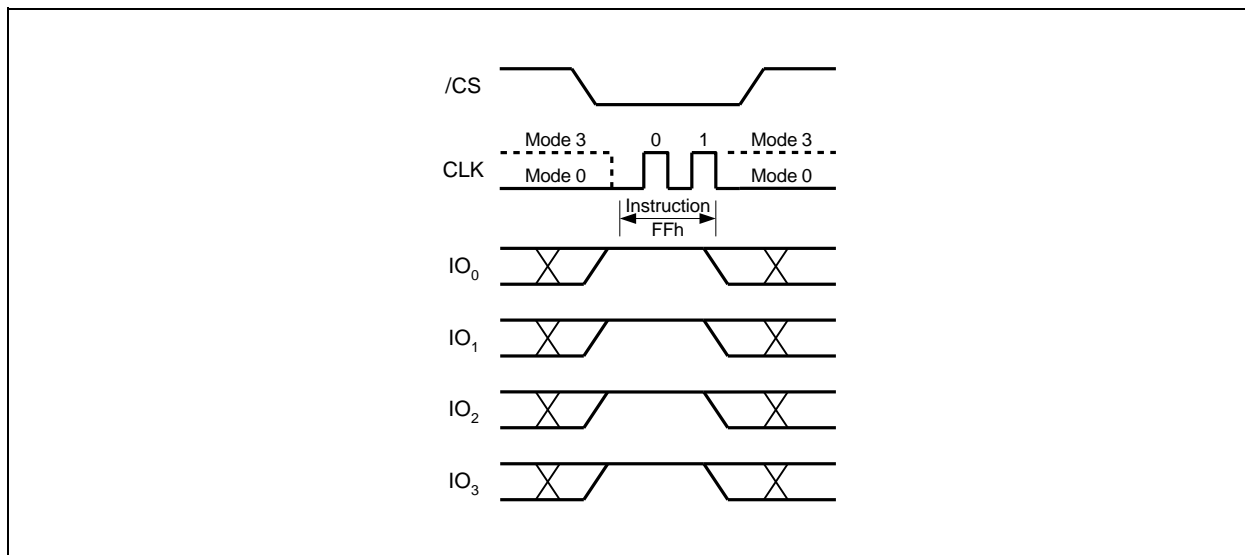 /CS
Mode 3 0 1 Mode 3
CLK Mode 0 Mode 0
Instruction
FFh
IO0
IO1
IO2
IO3